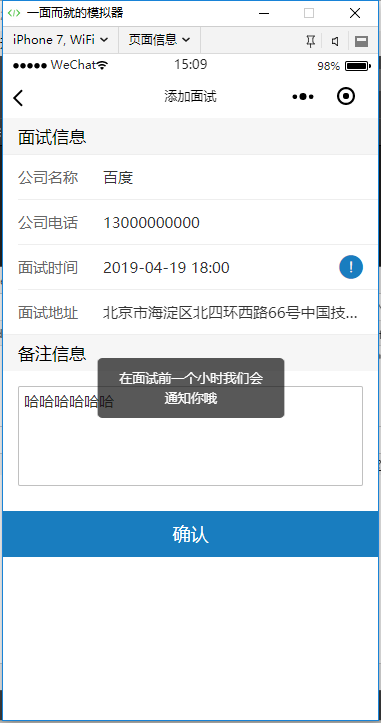 一面而就的模拟器
iPhone 7, WiFi 页面信息
WeChat 15:09 98%
添加面试
面试信息
公司名称 百度
公司电话 13000000000
面试时间 2019-04-19 18:00
面试地址 北京市海淀区北四环西路66号中国技...
备注信息
在面试前一个小时我们会
通知你哦
哈哈哈哈哈哈
确认